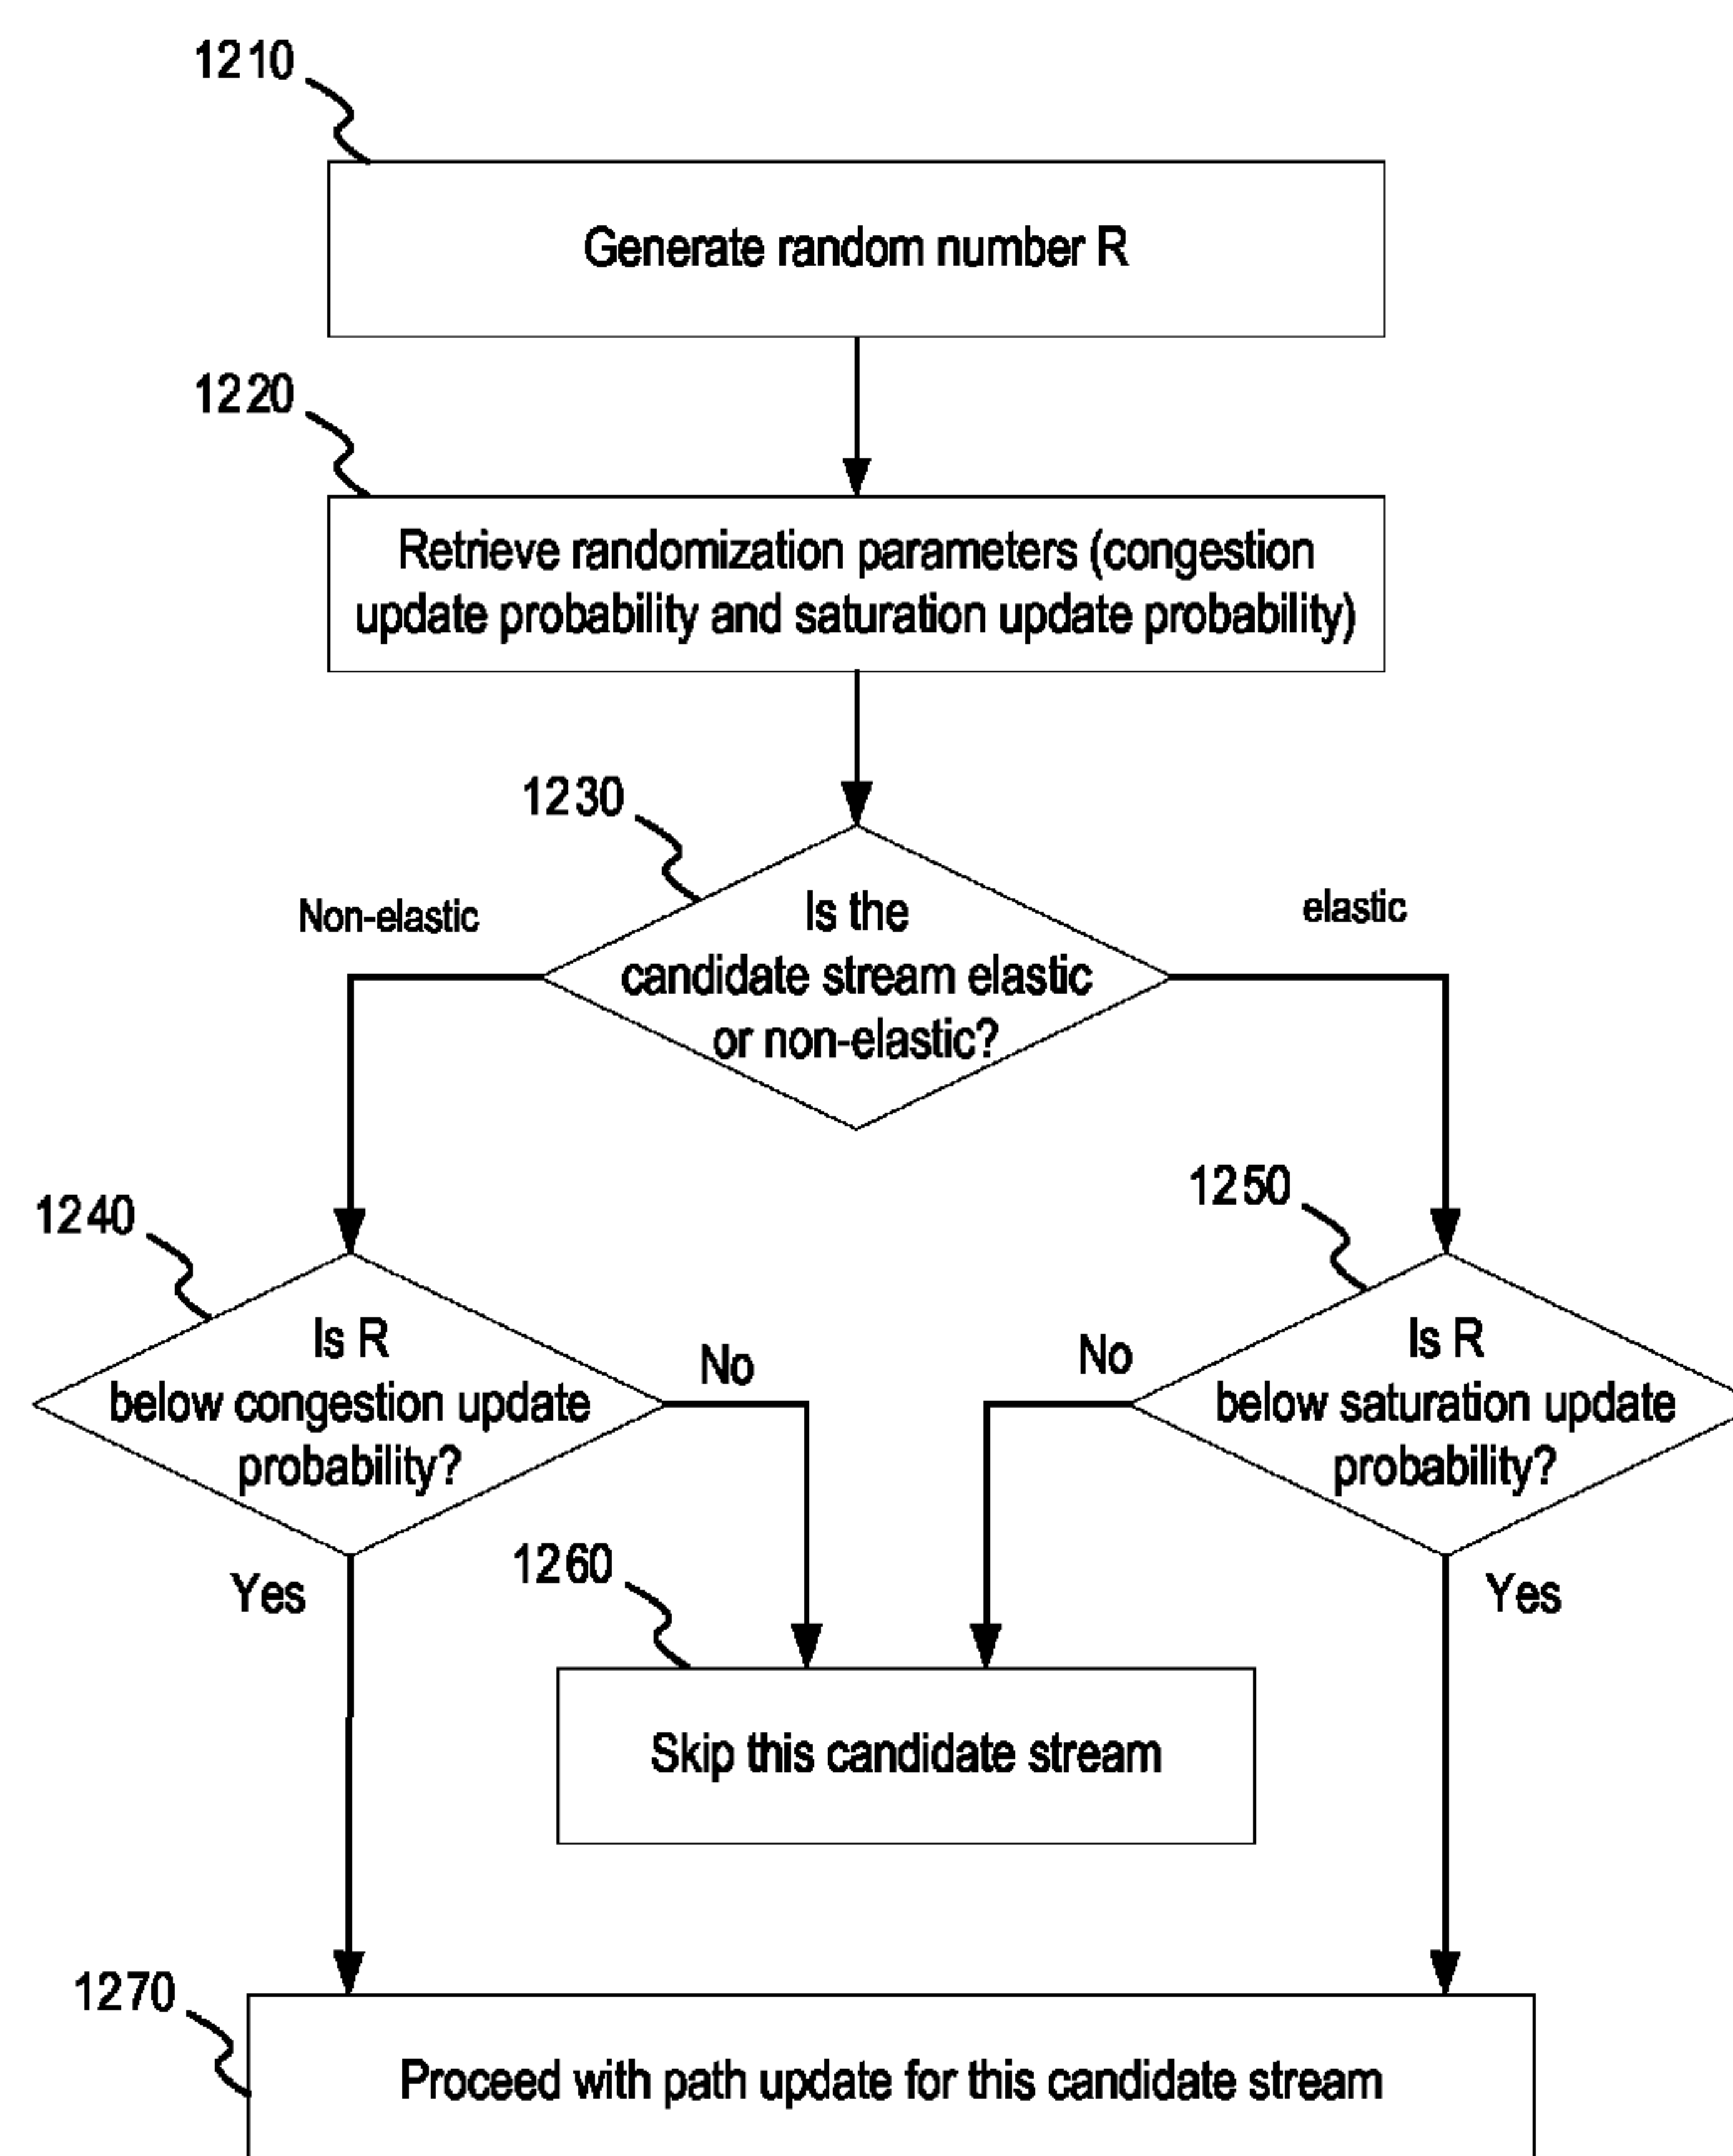 1210
Generate random number R
1220
Retrieve randomization parameters (congestion
update probability and saturation update probability)
1230
Is the
candidate stream elastic
or non-elastic?
Non-elastic
elastic
1240
Is R
below congestion update
probability?
No
Yes
1250
Is R
below saturation update
probability?
No
Yes
1260
Skip this candidate stream
1270
Proceed with path update for this candidate stream